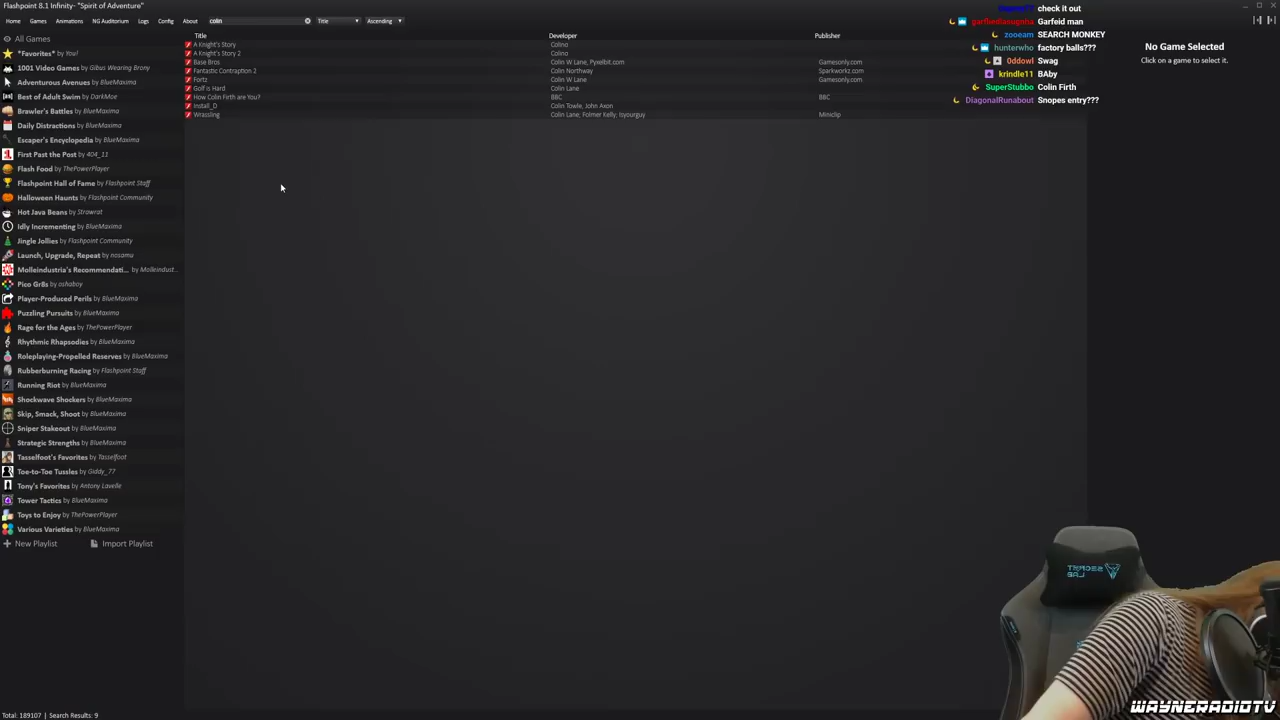 Flashpoint 8.1 Infinity- "Spirit of Adventure"
Home Games Animations NG Auditorium Logs Config About colin Title Ascending
All Games
*Favorites* by You!
1001 Video Games by Gibus Wearing Brony
Adventurous Avenues by BlueMaxima
Best of Adult Swim by DarkMoe
Brawler's Battles by BlueMaxima
Daily Distractions by BlueMaxima
Escaper's Encyclopedia by BlueMaxima
First Past the Post by 404_11
Flash Food by ThePowerPlayer
Flashpoint Hall of Fame by Flashpoint Staff
Halloween Haunts by Flashpoint Community
Hot Java Beans by Strawrat
Idly Incrementing by BlueMaxima
Jingle Jollies by Flashpoint Community
Launch, Upgrade, Repeat by nosamu
Molleindustria's Recommendati... by Molleindust...
Pico Gr8s by oshaboy
Player-Produced Perils by BlueMaxima
Puzzling Pursuits by BlueMaxima
Rage for the Ages by ThePowerPlayer
Rhythmic Rhapsodies by BlueMaxima
Roleplaying-Propelled Reserves by BlueMaxima
Rubberburning Racing by Flashpoint Staff
Running Riot by BlueMaxima
Shockwave Shockers by BlueMaxima
Skip, Smack, Shoot by BlueMaxima
Sniper Stakeout by BlueMaxima
Strategic Strengths by BlueMaxima
Tasselfoot's Favorites by Tasselfoot
Toe-to-Toe Tussles by Giddy_77
Tony's Favorites by Antony Lavelle
Tower Tactics by BlueMaxima
Toys to Enjoy by ThePowerPlayer
Various Varieties by BlueMaxima
New Playlist Import Playlist
Total: 189107 | Search Results: 9
Title Developer Publisher
A Knight's Story Colino
A Knight's Story 2 Colino
Base Bros Colin W Lane, Pyxelbit.com Gamesonly.com
Fantastic Contraption 2 Colin Northway Sparkworkz.com
Fortz Colin W Lane Gamesonly.com
Golf is Hard Colin Lane
How Colin Firth are You? BBC BBC
Install_D Colin Towle, John Axon
Wrassling Colin Lane; Folmer Kelly; Isyourguy Miniclip
check it out
garfieldiasugnha Garfeid man
zooeam SEARCH MONKEY
hunterwho factory balls???
0ddowl Swag
krindle11 BAby
SuperStubbo Colin Firth
DiagonalRunabout Snopes entry???
No Game Selected
Click on a game to select it.
SECRET
LAB
WAYNERADIOTV